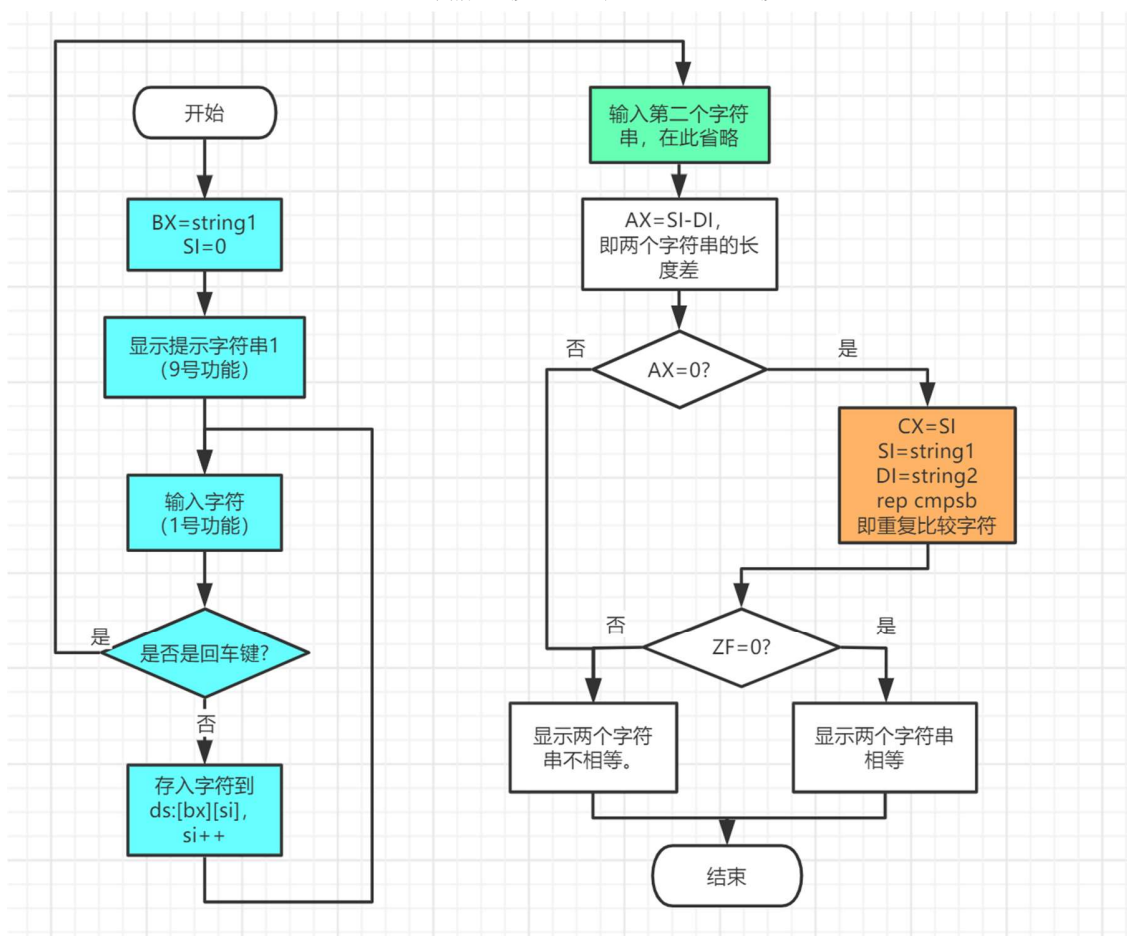 开始
BX=string1
SI=0
显示提示字符串1
（9号功能）
输入字符
（1号功能）
是否是回车键?
是
否
存入字符到
ds:[bx][si],
si++
输入第二个字符
串，在此省略
AX=SI-DI,
即两个字符串的长
度差
AX=0?
否
是
CX=SI
SI=string1
DI=string2
rep cmpsb
即重复比较字符
ZF=0?
否
是
显示两个字符
串不相等。
显示两个字符串
相等
结束